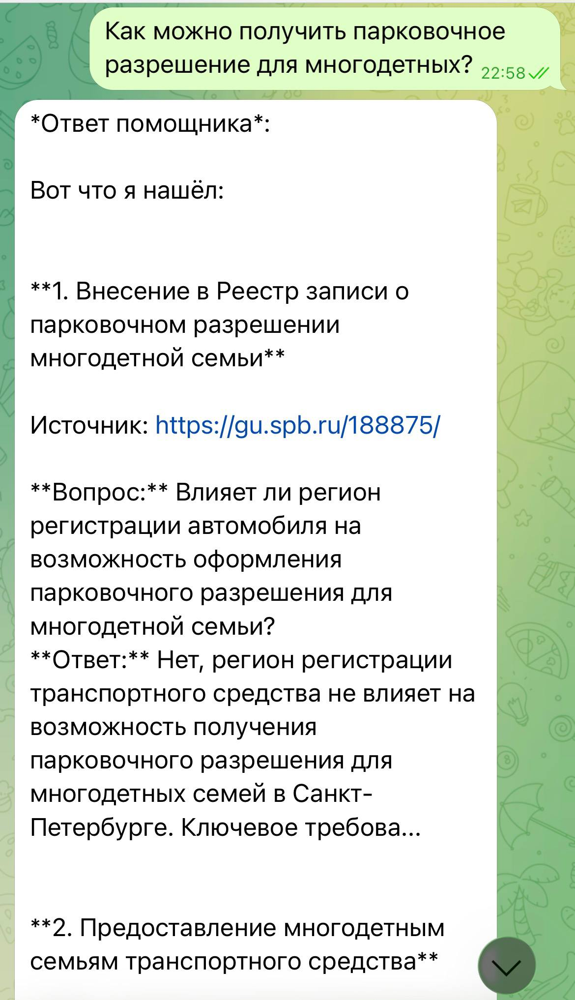 Как можно получить парковочное
разрешение для многодетных?
22:58
*Ответ помощника*:
Вот что я нашёл:
**1. Внесение в Реестр записи о
парковочном разрешении
многодетной семьи**
Источник: https://gu.spb.ru/188875/
**Вопрос:** Влияет ли регион
регистрации автомобиля на
возможность оформления
парковочного разрешения для
многодетной семьи?
**Ответ:** Нет, регион регистрации
транспортного средства не влияет на
возможность получения
парковочного разрешения для
многодетных семей в Санкт-
Петербурге. Ключевое требова...
**2. Предоставление многодетным
семьям транспортного средства**